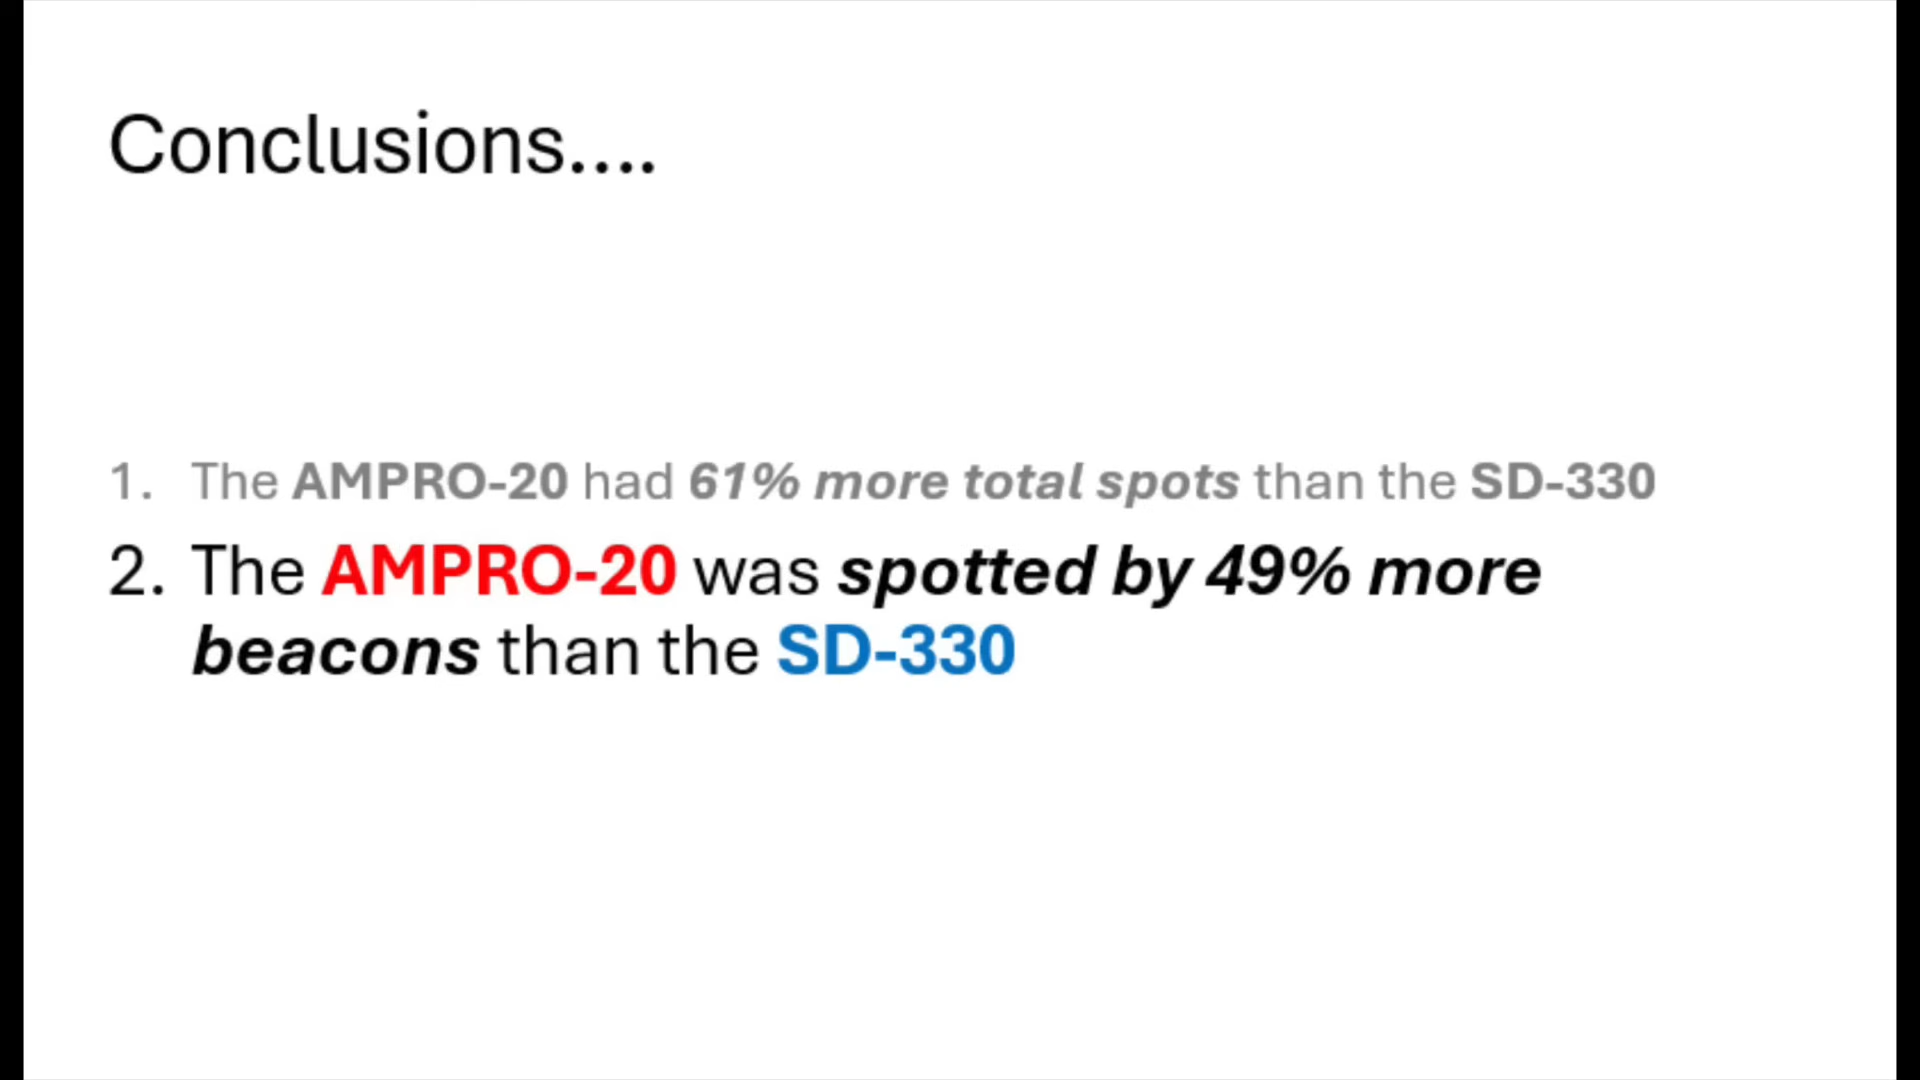 Conclusions....
1. The AMPRO-20 had 61% more total spots than the SD-330
2. The AMPRO-20 was spotted by 49% more
beacons than the SD-330